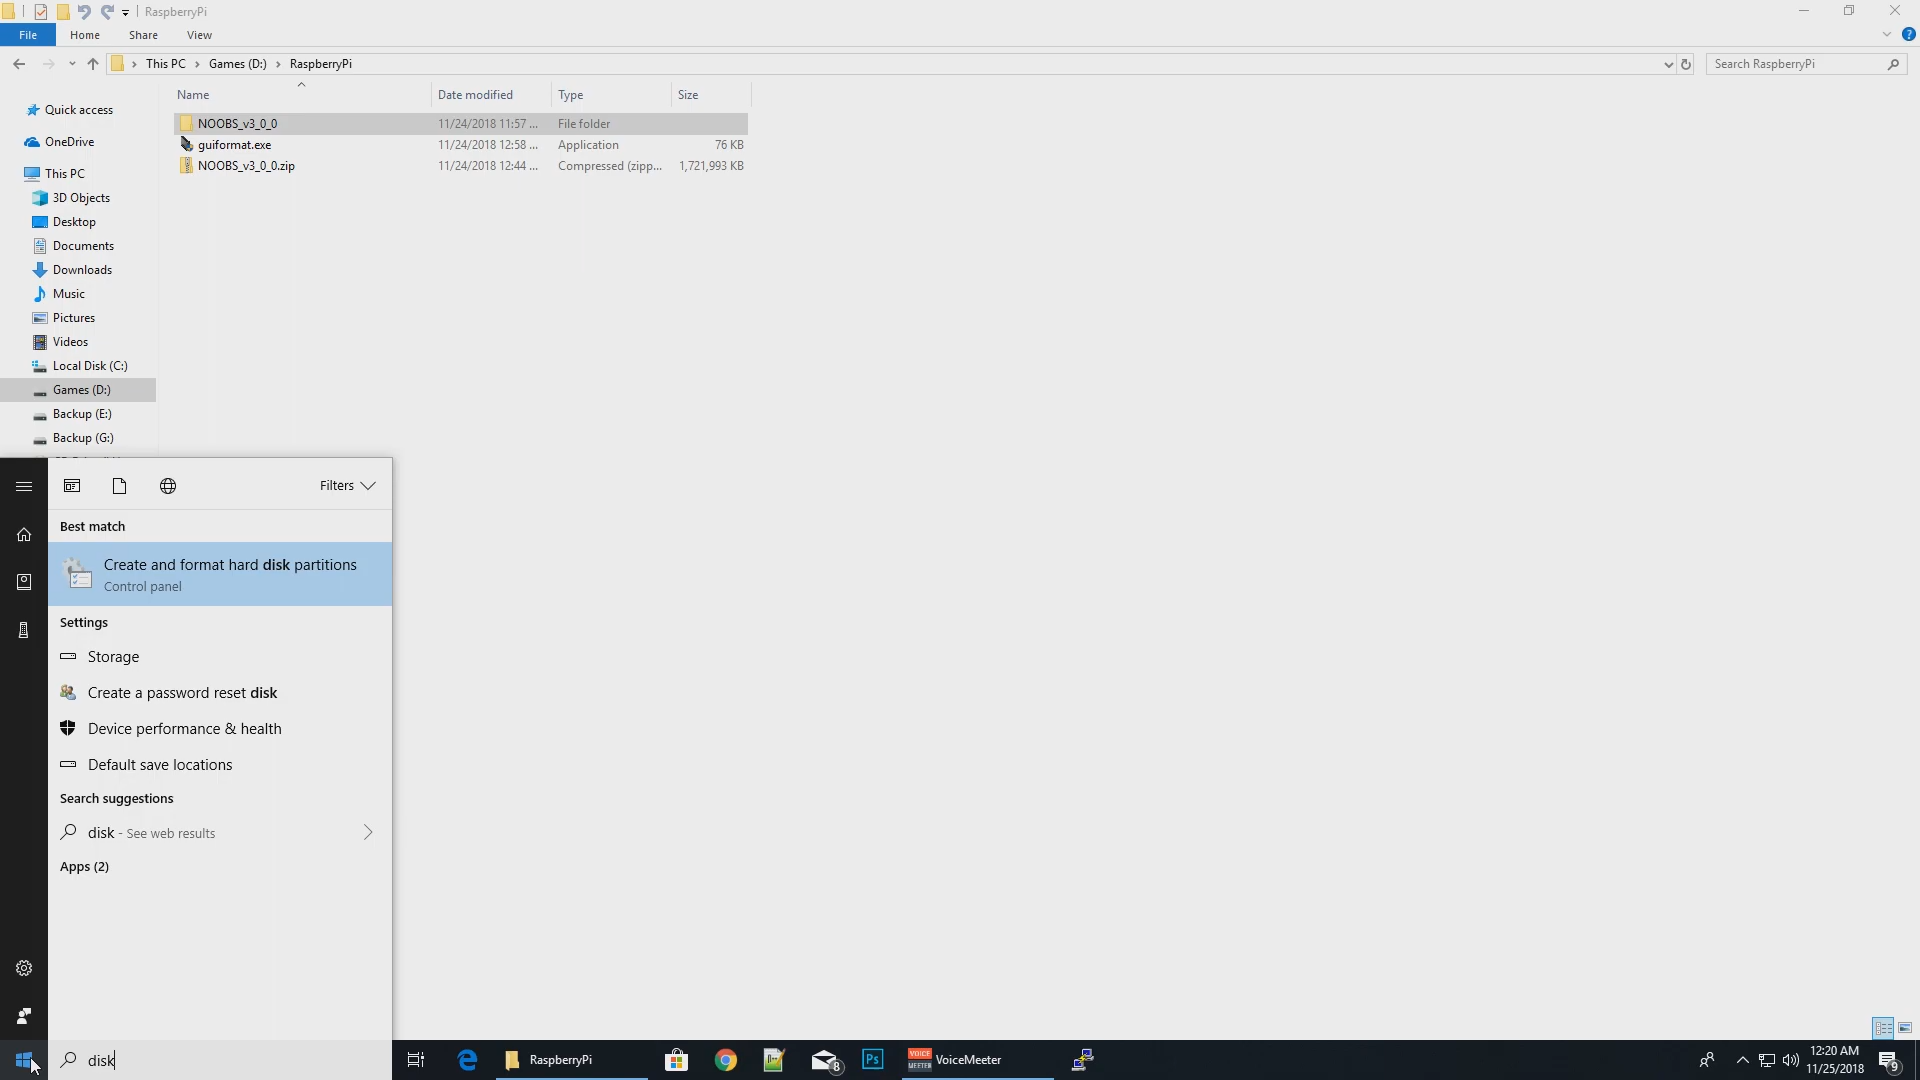 RaspberryPi
File Home Share View
This PC Games (D:) RaspberryPi
Search RaspberryPi
Name Date modified Type Size
NOOBS_v3_0_0 11/24/2018 11:57 ... File folder
guiformat.exe 11/24/2018 12:58 ... Application 76 KB
NOOBS_v3_0_0.zip 11/24/2018 12:44 ... Compressed (zipp... 1,721,993 KB
Quick access
OneDrive
This PC
3D Objects
Desktop
Documents
Downloads
Music
Pictures
Videos
Local Disk (C:)
Games (D:)
Backup (E:)
Backup (G:)
Filters
Best match
Create and format hard disk partitions
Control panel
Settings
Storage
Create a password reset disk
Device performance & health
Default save locations
Search suggestions
disk - See web results
Apps (2)
disk
RaspberryPi
8
Ps
VOICE
MEETER
VoiceMeeter
12:20 AM
11/25/2018
9